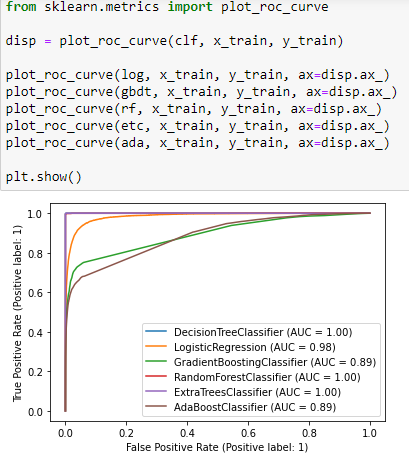 from sklearn.metrics import plot_roc_curve
disp = plot_roc_curve(clf, x_train, y_train)
plot_roc_curve(log, x_train, y_train, ax=disp.ax_)
plot_roc_curve(gbdt, x_train, y_train, ax=disp.ax_)
plot_roc_curve(rf, x_train, y_train, ax=disp.ax_)
plot_roc_curve(etc, x_train, y_train, ax=disp.ax_)
plot_roc_curve(ada, x_train, y_train, ax=disp.ax_)
plt.show()
True Positive Rate (Positive label: 1)
1.0
0.8
0.6
0.4
0.2
0.0
DecisionTreeClassifier (AUC = 1.00)
LogisticRegression (AUC = 0.98)
GradientBoostingClassifier (AUC = 0.89)
RandomForestClassifier (AUC = 1.00)
ExtraTreesClassifier (AUC = 1.00)
AdaBoostClassifier (AUC = 0.89)
0.0 0.2 0.4 0.6 0.8 1.0
False Positive Rate (Positive label: 1)